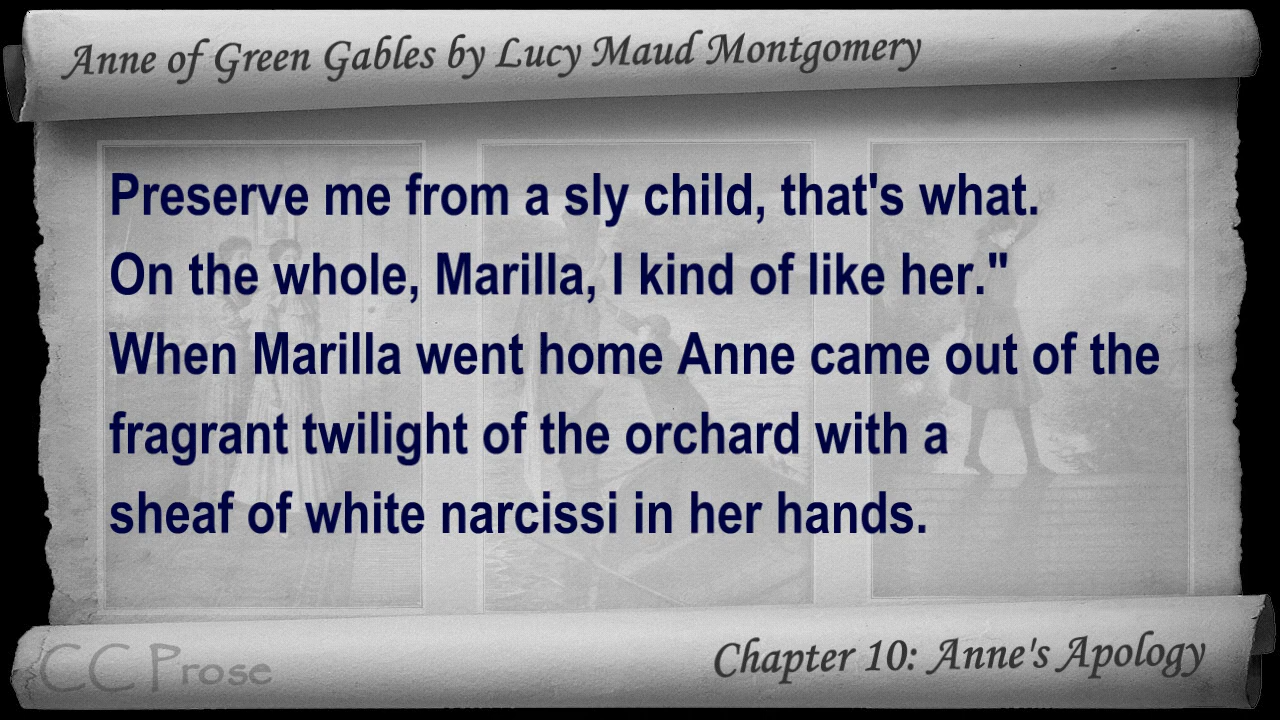 Anne of Green Gables by Lucy Maud Montgomery
Preserve me from a sly child, that's what.
On the whole, Marilla, I kind of like her."
When Marilla went home Anne came out of the
fragrant twilight of the orchard with a
sheaf of white narcissi in her hands.
CC Prose
Chapter 10: Anne's Apology